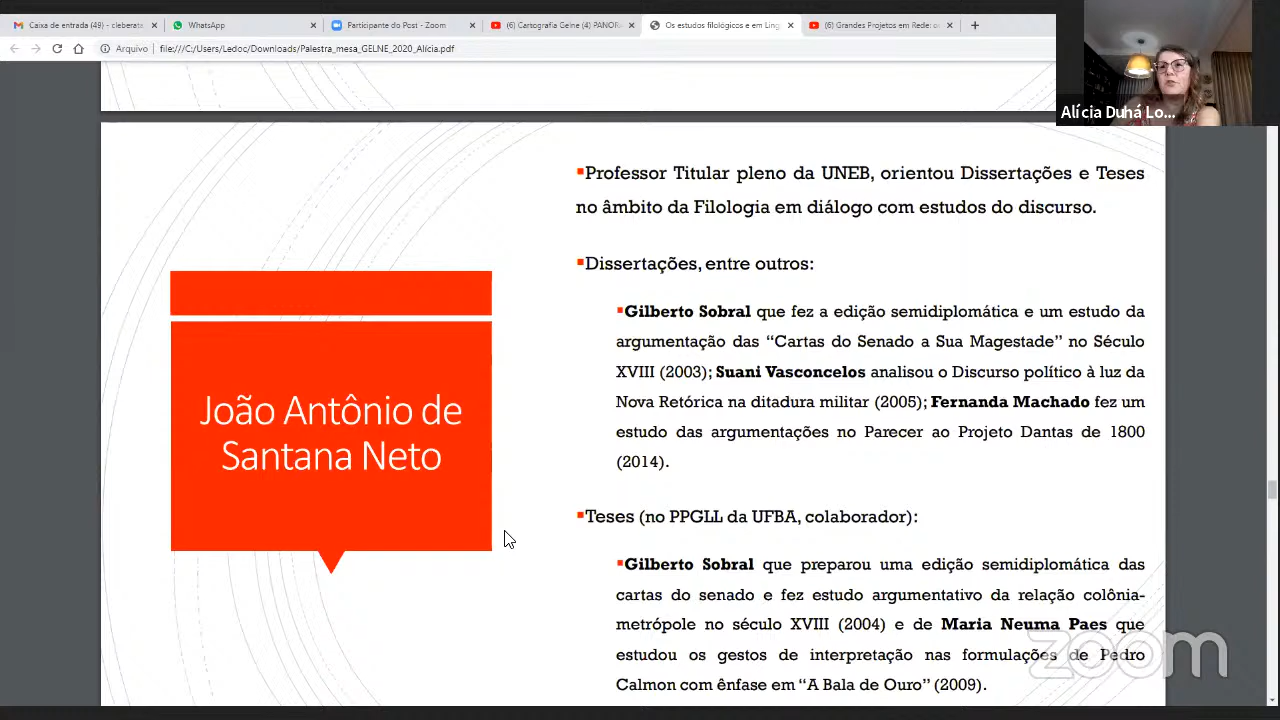 Caixa de entrada (49) - cleberata
WhatsApp
Participante do Post - Zoom
(6) Cartografia Gelne (4) PANOR
Os estudos filológicos e em Ling
(6) Grandes Projetos em Rede: o
Arquivo
file:///C:/Users/Ledoc/Downloads/Palestra_mesa_GELNE_2020_Alícia.pdf
Alícia Duhá Lo...
João Antônio de
Santana Neto
Professor Titular pleno da UNEB, orientou Dissertações e Teses
no âmbito da Filologia em diálogo com estudos do discurso.
Dissertações, entre outros:
Gilberto Sobral que fez a edição semidiplomática e um estudo da
argumentação das “Cartas do Senado a Sua Magestade” no Século
XVIII (2003); Suani Vasconcelos analisou o Discurso político à luz da
Nova Retórica na ditadura militar (2005); Fernanda Machado fez um
estudo das argumentações no Parecer ao Projeto Dantas de 1800
(2014).
Teses (no PPGLL da UFBA, colaborador):
Gilberto Sobral que preparou uma edição semidiplomática das
cartas do senado e fez estudo argumentativo da relação colônia-
metrópole no século XVIII (2004) e de Maria Neuma Paes que
estudou os gestos de interpretação nas formulações de Pedro
Calmon com ênfase em “A Bala de Ouro” (2009).
zoom